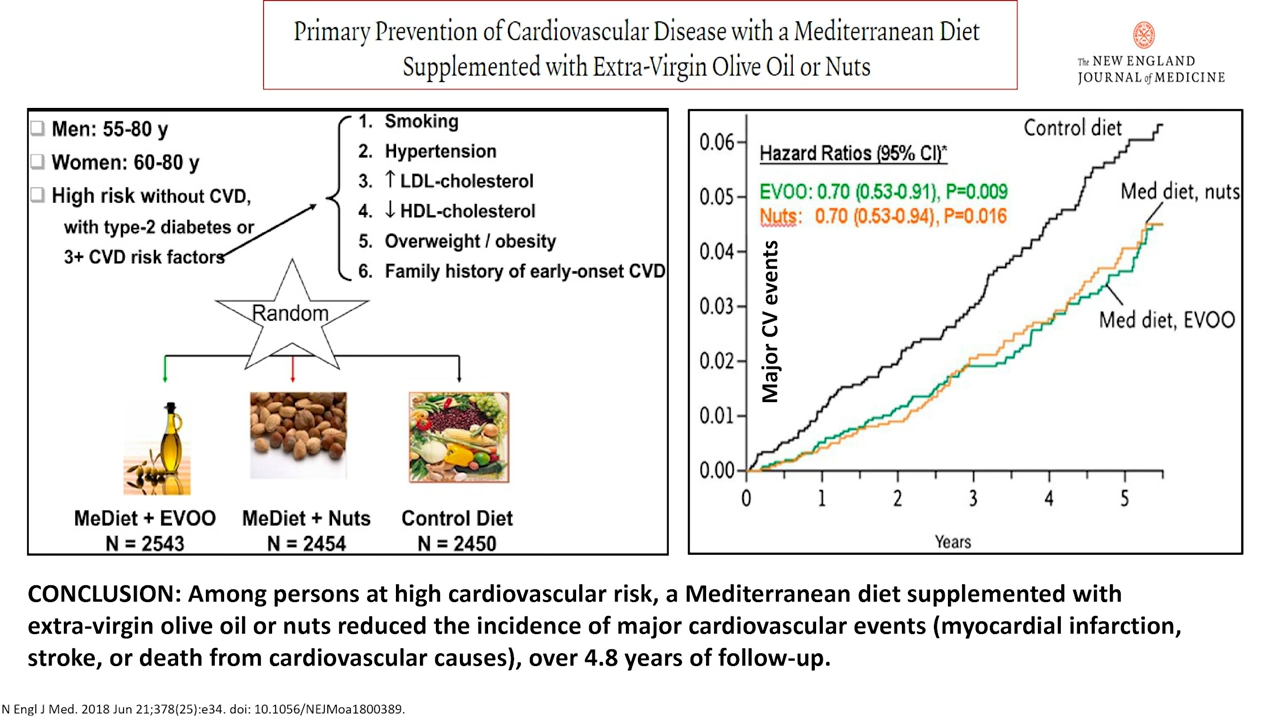 Primary Prevention of Cardiovascular Disease with a Mediterranean Diet
Supplemented with Extra-Virgin Olive Oil or Nuts
The NEW ENGLAND
JOURNAL of MEDICINE
Men: 55-80 y
Women: 60-80 y
High risk without CVD,
with type-2 diabetes or
3+ CVD risk factors
1. Smoking
2. Hypertension
3. ↑ LDL-cholesterol
4. ↓ HDL-cholesterol
5. Overweight / obesity
6. Family history of early-onset CVD
Random
MeDiet + EVOO
N = 2543
MeDiet + Nuts
N = 2454
Control Diet
N = 2450
Hazard Ratios (95% CI)*
EVOO: 0.70 (0.53-0.91), P=0.009
Nuts: 0.70 (0.53-0.94), P=0.016
Control diet
Med diet, nuts
Med diet, EVOO
Major CV events
0.06
0.05
0.04
0.03
0.02
0.01
0.00
0 1 2 3 4 5
Years
CONCLUSION: Among persons at high cardiovascular risk, a Mediterranean diet supplemented with
extra-virgin olive oil or nuts reduced the incidence of major cardiovascular events (myocardial infarction,
stroke, or death from cardiovascular causes), over 4.8 years of follow-up.
N Engl J Med. 2018 Jun 21;378(25):e34. doi: 10.1056/NEJMoa1800389.